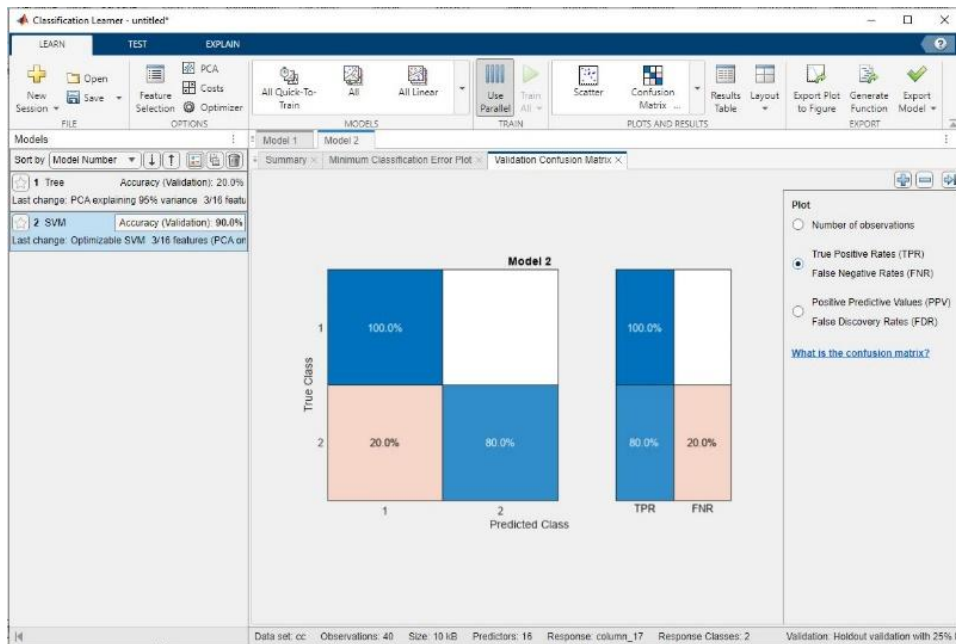 Classification Learner - untitled*
LEARN TEST EXPLAIN
New Session
Open
Save
FILE
Feature Selection
PCA
Costs
Optimizer
OPTIONS
All Quick-To-Train
All
All Linear
MODELS
Use Parallel
Train All
TRAIN
Scatter
Confusion Matrix ...
Results Table
Layout
PLOTS AND RESULTS
Export Plot to Figure
Generate Function
Export Model
EXPORT
Models
Sort by Model Number
1 Tree Accuracy (Validation): 20.0%
Last change: PCA explaining 95% variance 3/16 featu
2 SVM Accuracy (Validation): 90.0%
Last change: Optimizable SVM 3/16 features (PCA on
Model 1 Model 2
Summary Minimum Classification Error Plot Validation Confusion Matrix
Model 2
True Class
1 100.0% 100.0%
2 20.0% 80.0% 80.0% 20.0%
1 2 TPR FNR
Predicted Class
Plot
Number of observations
True Positive Rates (TPR)
False Negative Rates (FNR)
Positive Predictive Values (PPV)
False Discovery Rates (FDR)
What is the confusion matrix?
Data set: cc Observations: 40 Size: 10 kB Predictors: 16 Response: column_17 Response Classes: 2 Validation: Holdout validation with 25%